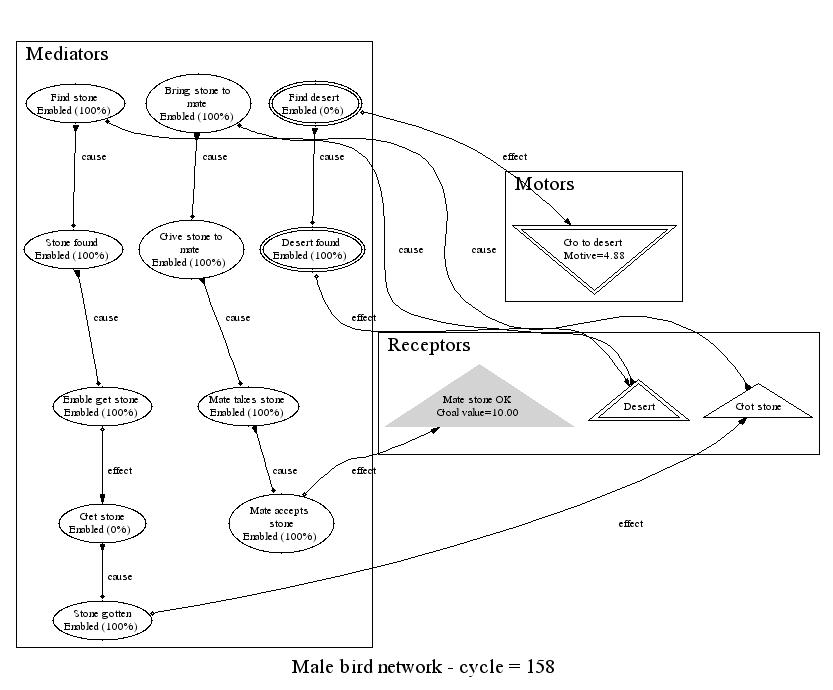 Mediators
Find stone
Enabled (100%)
Bring stone to
mate
Enabled (100%)
Find desert
Enabled (0%)
cause
cause
cause
effect
Motors
Go to desert
Motive=4.88
Stone found
Enabled (100%)
Give stone to
mate
Enabled (100%)
Desert found
Enabled (100%)
cause
cause
cause
cause
effect
Receptors
Mate stone OK
Goal value=10.00
Desert
Got stone
Enable get stone
Enabled (100%)
Mate takes stone
Enabled (100%)
effect
cause
effect
Get stone
Enabled (0%)
Mate accepts
stone
Enabled (100%)
effect
cause
Stone gotten
Enabled (100%)
Male bird network - cycle = 158